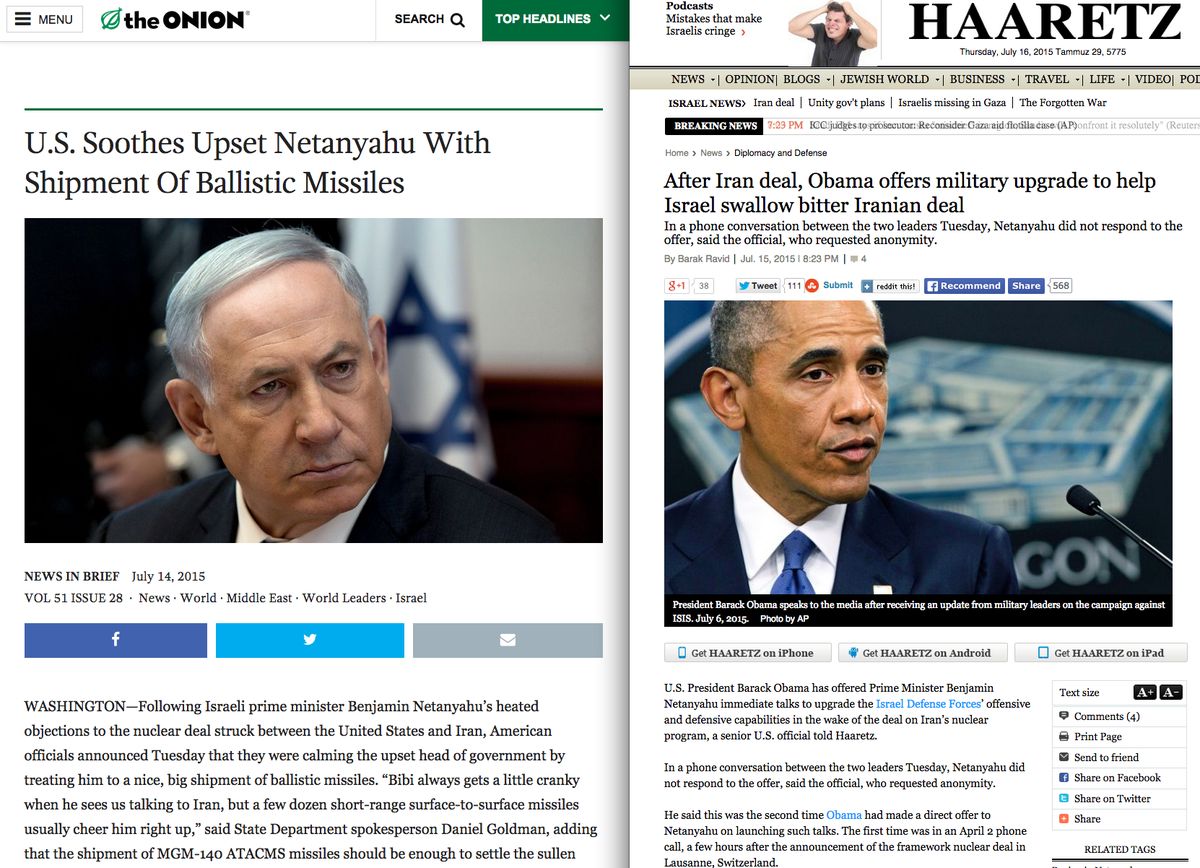 MENU
the ONION
SEARCH
TOP HEADLINES
U.S. Soothes Upset Netanyahu With
Shipment Of Ballistic Missiles
NEWS IN BRIEF July 14, 2015
VOL 51 ISSUE 28 · News · World · Middle East · World Leaders · Israel
WASHINGTON—Following Israeli prime minister Benjamin Netanyahu’s heated
objections to the nuclear deal struck between the United States and Iran, American
officials announced Tuesday that they were calming the upset head of government by
treating him to a nice, big shipment of ballistic missiles. “Bibi always gets a little cranky
when he sees us talking to Iran, but a few dozen short-range surface-to-surface missiles
usually cheer him right up,” said State Department spokesperson Daniel Goldman, adding
that the shipment of MGM-140 ATACMS missiles should be enough to settle the sullen
Podcasts
Mistakes that make
Israelis cringe ›
HAARETZ
Thursday, July 16, 2015 Tammuz 29, 5775
NEWS | OPINION | BLOGS | JEWISH WORLD | BUSINESS | TRAVEL | LIFE | VIDEO | POD
ISRAEL NEWS› Iran deal | Unity gov't plans | Israelis missing in Gaza | The Forgotten War
BREAKING NEWS 7:23 PM ICC judges to prosecutor: Reconsider Gaza aid flotilla case (AP) confront it resolutely" (Reuters
Home › News › Diplomacy and Defense
After Iran deal, Obama offers military upgrade to help
Israel swallow bitter Iranian deal
In a phone conversation between the two leaders Tuesday, Netanyahu did not respond to the
offer, said the official, who requested anonymity.
By Barak Ravid | Jul. 15, 2015 | 8:23 PM | 4
g+1 38 Tweet 111 Submit reddit this! Recommend Share 568
GON
President Barack Obama speaks to the media after receiving an update from military leaders on the campaign against
ISIS. July 6, 2015. Photo by AP
Get HAARETZ on iPhone
Get HAARETZ on Android
Get HAARETZ on iPad
U.S. President Barack Obama has offered Prime Minister Benjamin
Netanyahu immediate talks to upgrade the Israel Defense Forces’ offensive
and defensive capabilities in the wake of the deal on Iran’s nuclear
program, a senior U.S. official told Haaretz.
In a phone conversation between the two leaders Tuesday, Netanyahu did
not respond to the offer, said the official, who requested anonymity.
He said this was the second time Obama had made a direct offer to
Netanyahu on launching such talks. The first time was in an April 2 phone
call, a few hours after the announcement of the framework nuclear deal in
Lausanne, Switzerland.
Text size A+ A-
Comments (4)
Print Page
Send to friend
Share on Facebook
Share on Twitter
Share
RELATED TAGS